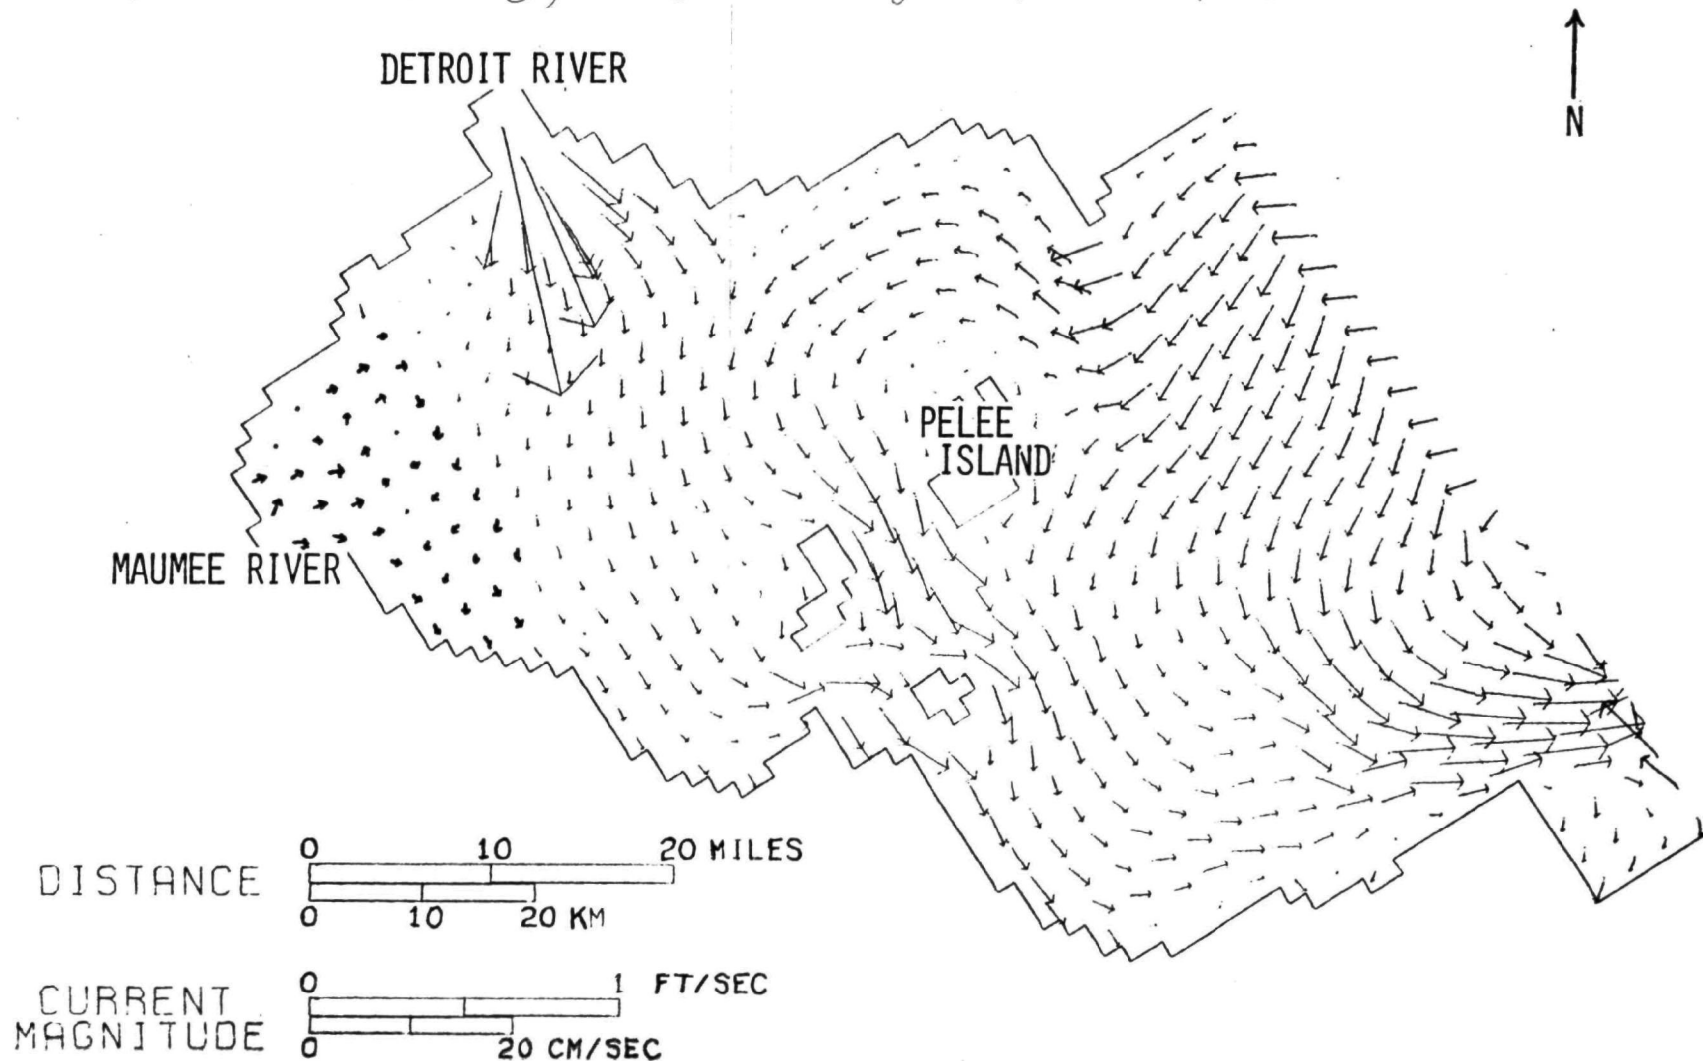 DETROIT RIVER
N
PELEE
ISLAND
MAUMEE RIVER
DISTANCE
0 10 20 MILES
0 10 20 KM
CURRENT
MAGNITUDE
0 1 FT/SEC
0 20 CM/SEC